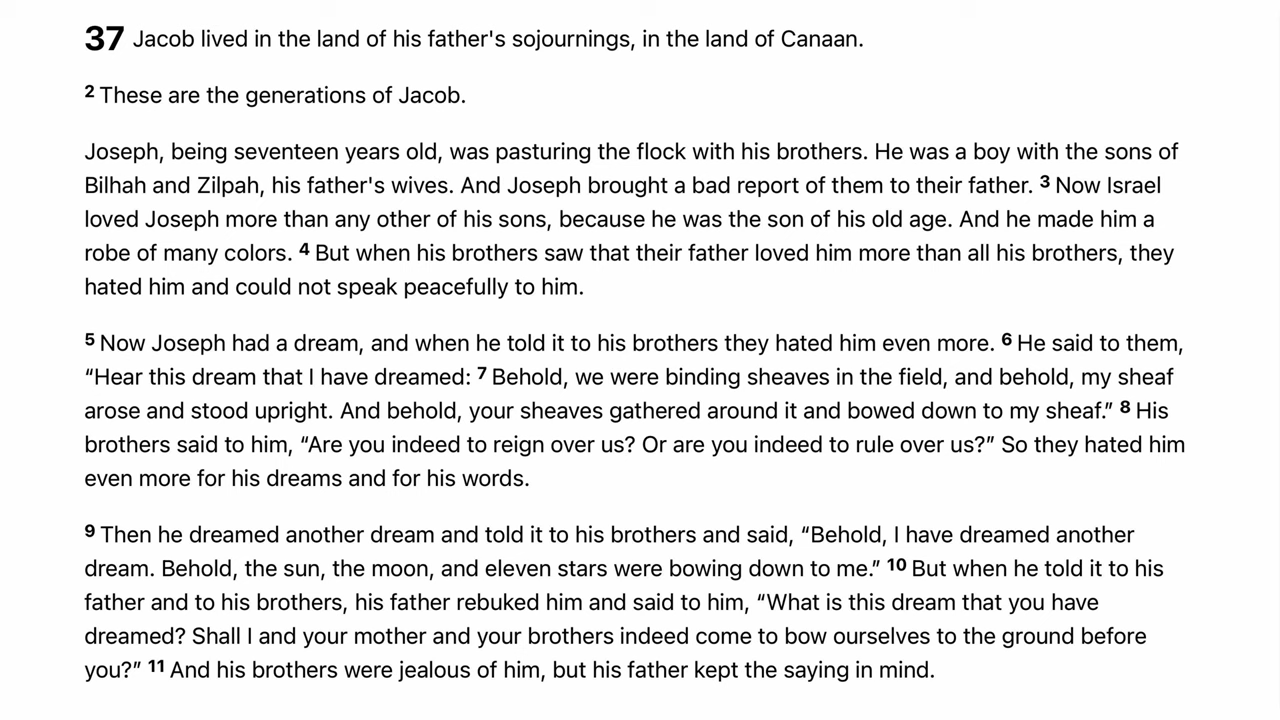 37 Jacob lived in the land of his father's sojournings, in the land of Canaan.
2 These are the generations of Jacob.
Joseph, being seventeen years old, was pasturing the flock with his brothers. He was a boy with the sons of
Bilhah and Zilpah, his father's wives. And Joseph brought a bad report of them to their father. 3 Now Israel
loved Joseph more than any other of his sons, because he was the son of his old age. And he made him a
robe of many colors. 4 But when his brothers saw that their father loved him more than all his brothers, they
hated him and could not speak peacefully to him.
5 Now Joseph had a dream, and when he told it to his brothers they hated him even more. 6 He said to them,
“Hear this dream that I have dreamed: 7 Behold, we were binding sheaves in the field, and behold, my sheaf
arose and stood upright. And behold, your sheaves gathered around it and bowed down to my sheaf.” 8 His
brothers said to him, “Are you indeed to reign over us? Or are you indeed to rule over us?” So they hated him
even more for his dreams and for his words.
9 Then he dreamed another dream and told it to his brothers and said, “Behold, I have dreamed another
dream. Behold, the sun, the moon, and eleven stars were bowing down to me.” 10 But when he told it to his
father and to his brothers, his father rebuked him and said to him, “What is this dream that you have
dreamed? Shall I and your mother and your brothers indeed come to bow ourselves to the ground before
you?” 11 And his brothers were jealous of him, but his father kept the saying in mind.